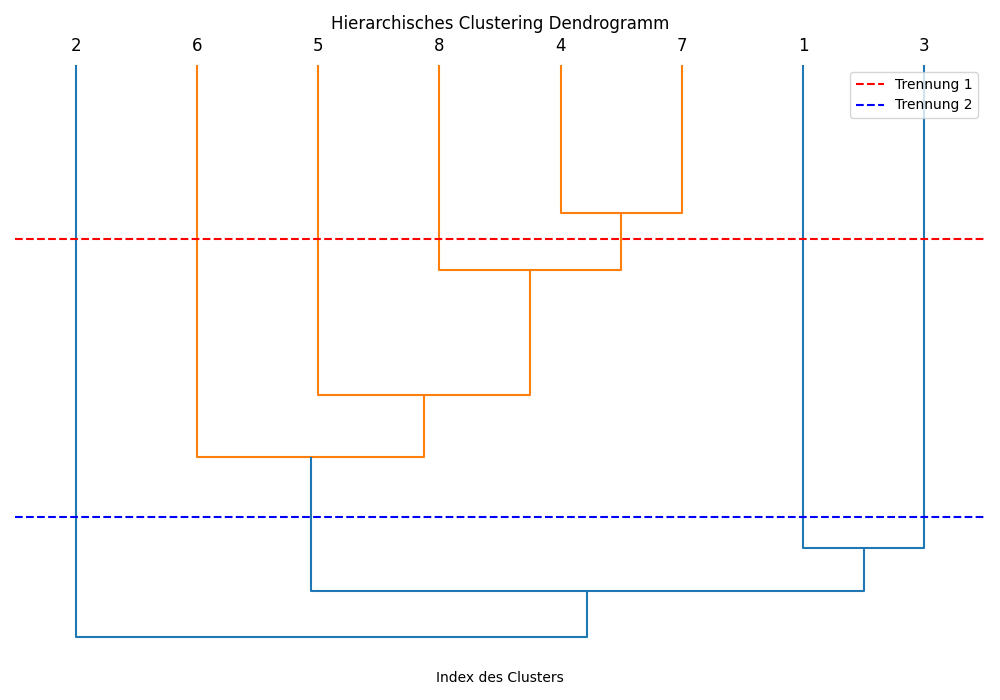 Hierarchisches Clustering Dendrogramm
2 6 5 8 4 7 1 3
Trennung 1
Trennung 2
Index des Clusters